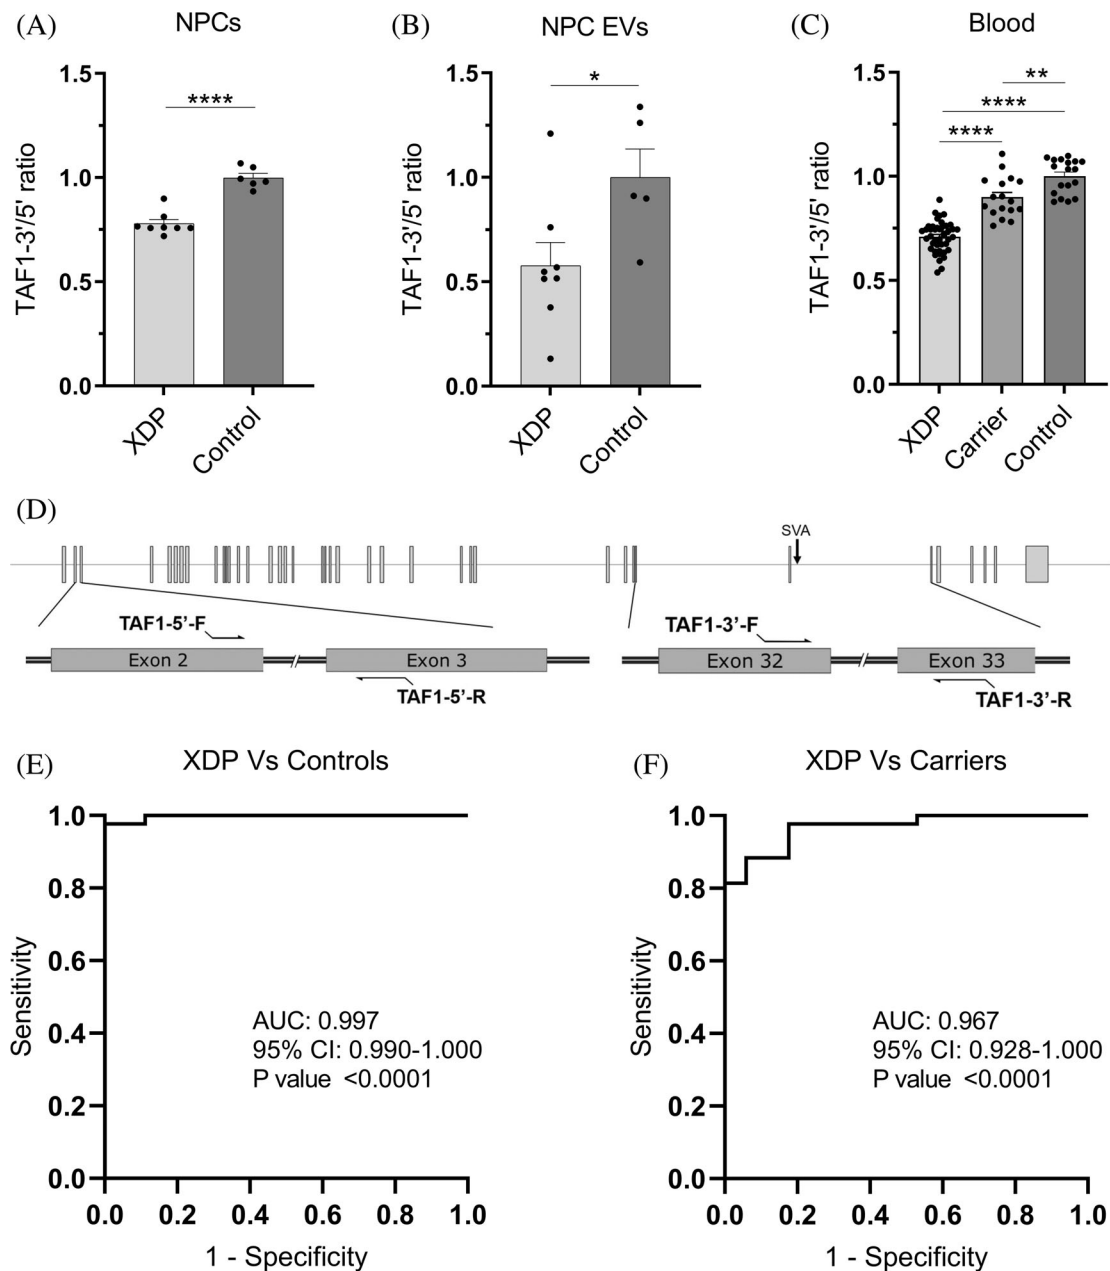 (A)
NPCs
TAF1-3'/5' ratio
1.5
1.0
0.5
0.0
****
XDP
Control
(B)
NPC EVs
TAF1-3'/5' ratio
1.5
1.0
0.5
0.0
*
XDP
Control
(C)
Blood
TAF1-3'/5' ratio
1.5
1.0
0.5
0.0
**
****
****
XDP
Carrier
Control
(D)
SVA
TAF1-5'-F
Exon 2
Exon 3
TAF1-5'-R
TAF1-3'-F
Exon 32
Exon 33
TAF1-3'-R
(E)
XDP Vs Controls
Sensitivity
1.0
0.8
0.6
0.4
0.2
0.0
AUC: 0.997
95% CI: 0.990-1.000
P value <0.0001
0.0 0.2 0.4 0.6 0.8 1.0
1 - Specificity
(F)
XDP Vs Carriers
Sensitivity
1.0
0.8
0.6
0.4
0.2
0.0
AUC: 0.967
95% CI: 0.928-1.000
P value <0.0001
0.0 0.2 0.4 0.6 0.8 1.0
1 - Specificity